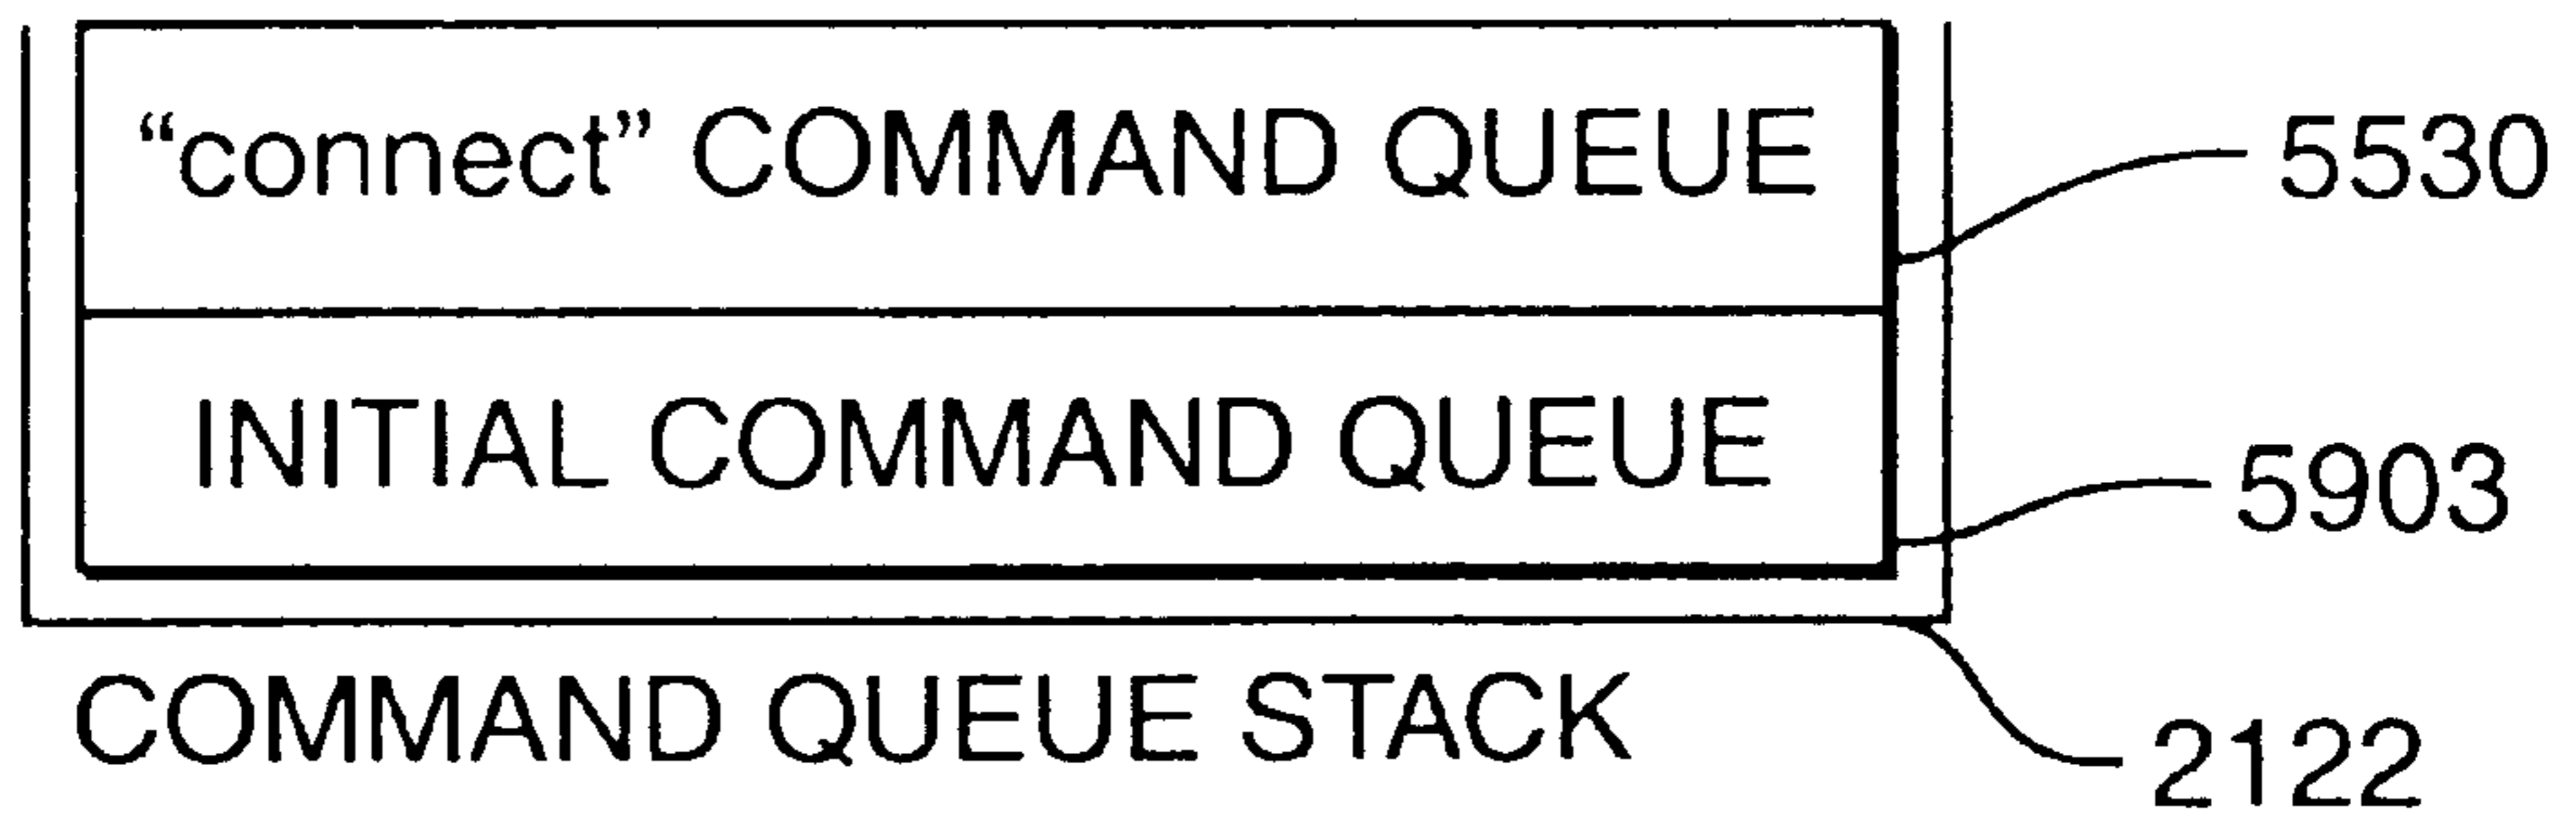 “connect” COMMAND QUEUE
5530
INITIAL COMMAND QUEUE
5903
COMMAND QUEUE STACK
2122